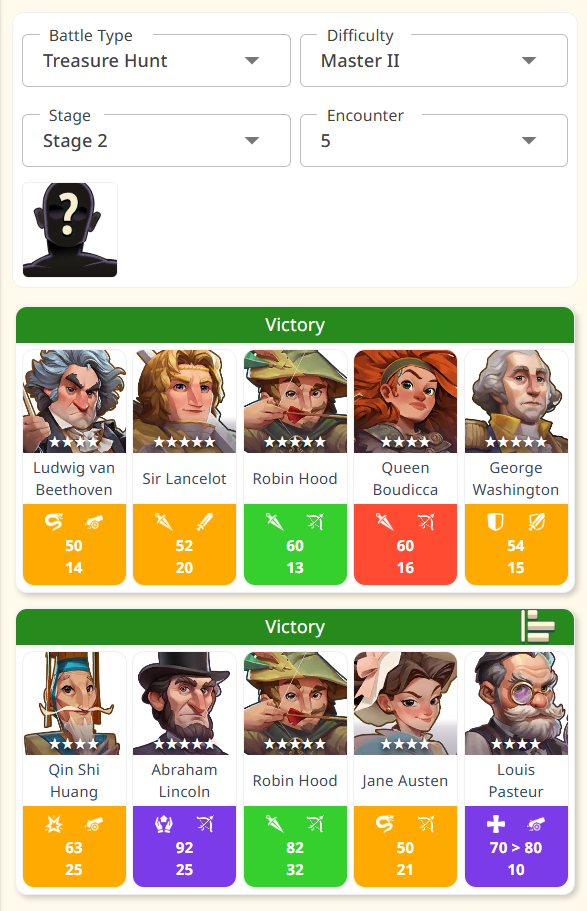 Battle Type
Difficulty
Treasure Hunt
Master II
Stage
Encounter
Stage 2
5
?
Victory
Ludwig van
Beethoven
Sir Lancelot
Robin Hood
Queen
Boudicca
George
Washington
50
14
52
20
60
13
60
16
54
15
Victory
Qin Shi
Huang
Abraham
Lincoln
Robin Hood
Jane Austen
Louis
Pasteur
63
25
92
25
82
32
50
21
70 > 80
10